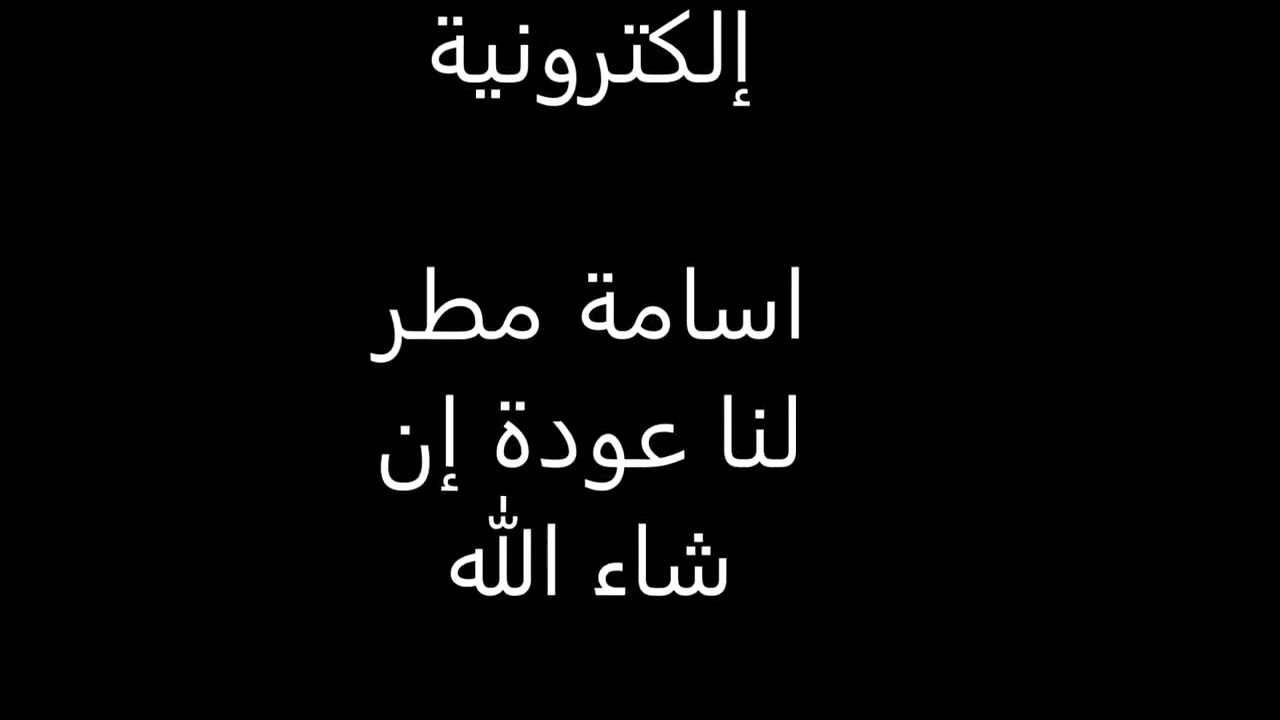 إلكترونية
اسامة مطر
لنا عودة إن
شاء الله